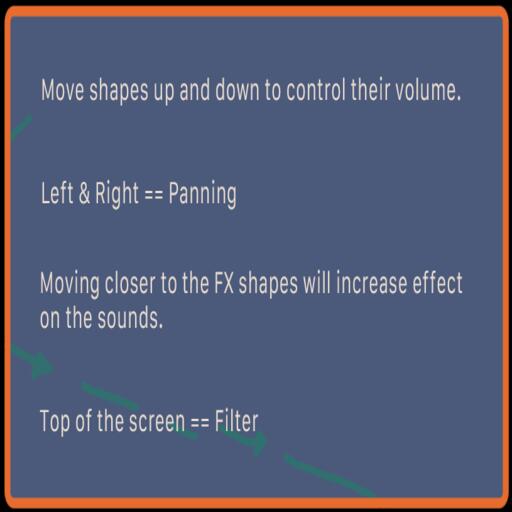 Move shapes up and down to control their volume.
Left & Right == Panning
Moving closer to the FX shapes will increase effect
on the sounds.
Top of the screen == Filter